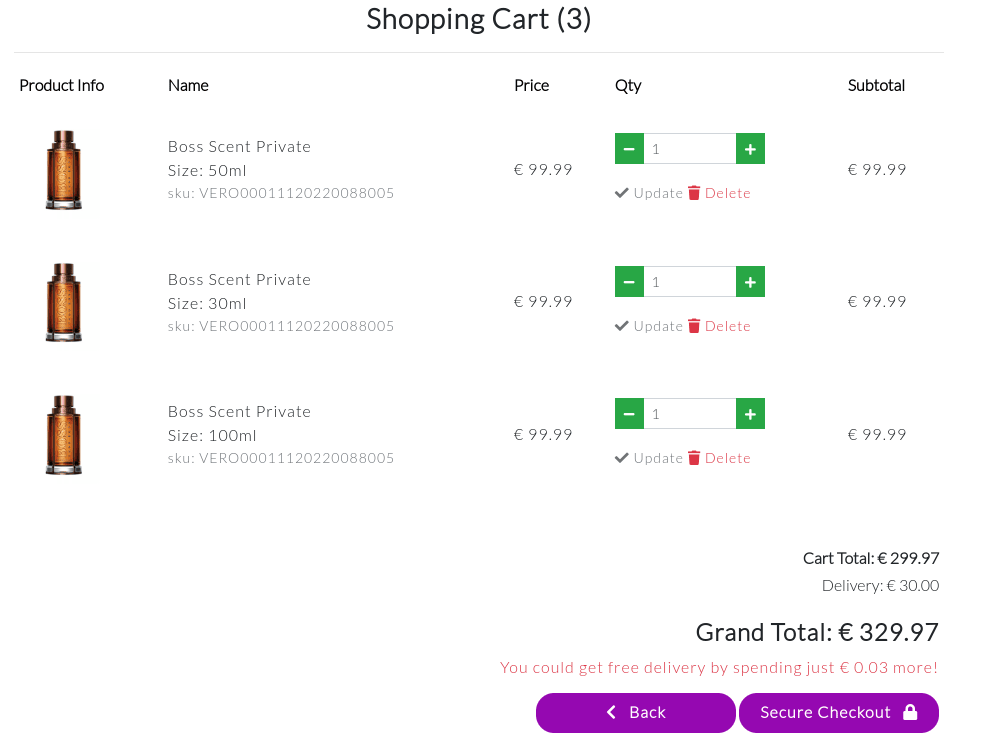 Shopping Cart (3)
Product Info Name Price Qty Subtotal
Boss Scent Private
Size: 50ml
sku: VERO00011120220088005
€ 99.99
1
Update Delete
€ 99.99
Boss Scent Private
Size: 30ml
sku: VERO00011120220088005
€ 99.99
1
Update Delete
€ 99.99
Boss Scent Private
Size: 100ml
sku: VERO00011120220088005
€ 99.99
1
Update Delete
€ 99.99
Cart Total: € 299.97
Delivery: € 30.00
Grand Total: € 329.97
You could get free delivery by spending just € 0.03 more!
Back Secure Checkout